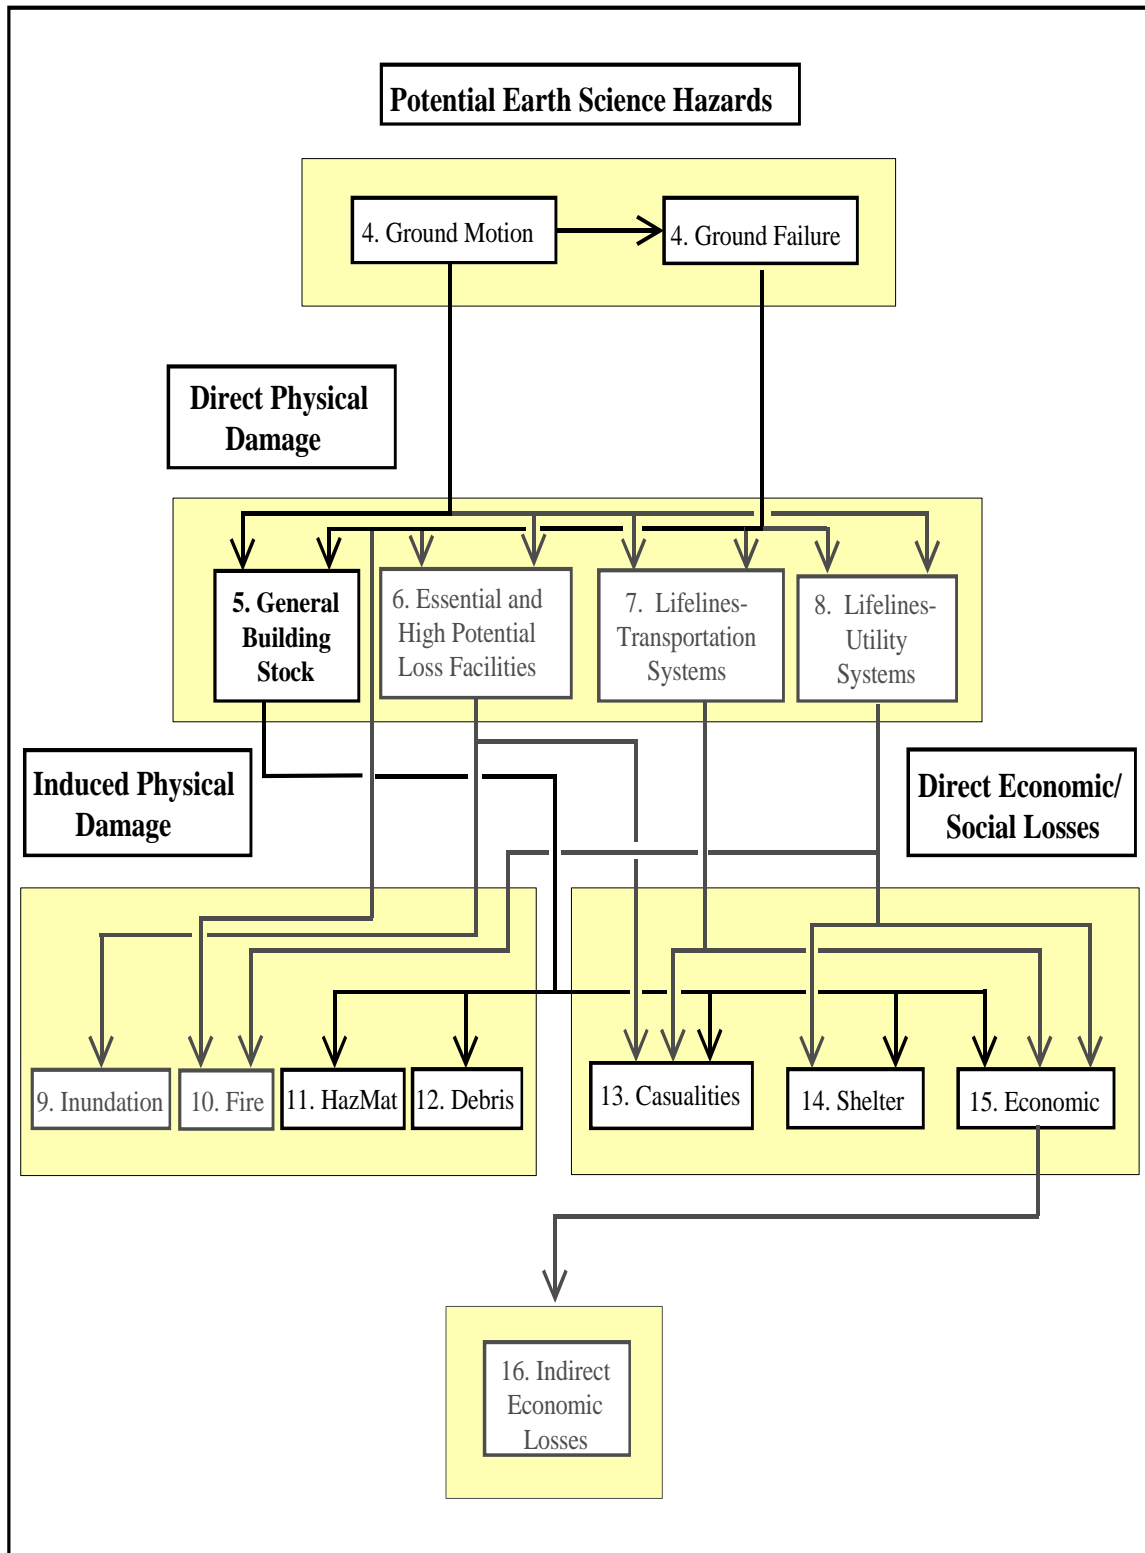 Potential Earth Science Hazards
4. Ground Motion
4. Ground Failure
Direct Physical
Damage
5. General
Building
Stock
6. Essential and
High Potential
Loss Facilities
7. Lifelines-
Transportation
Systems
8. Lifelines-
Utility
Systems
Induced Physical
Damage
Direct Economic/
Social Losses
9. Inundation
10. Fire
11. HazMat
12. Debris
13. Casualities
14. Shelter
15. Economic
16. Indirect
Economic
Losses